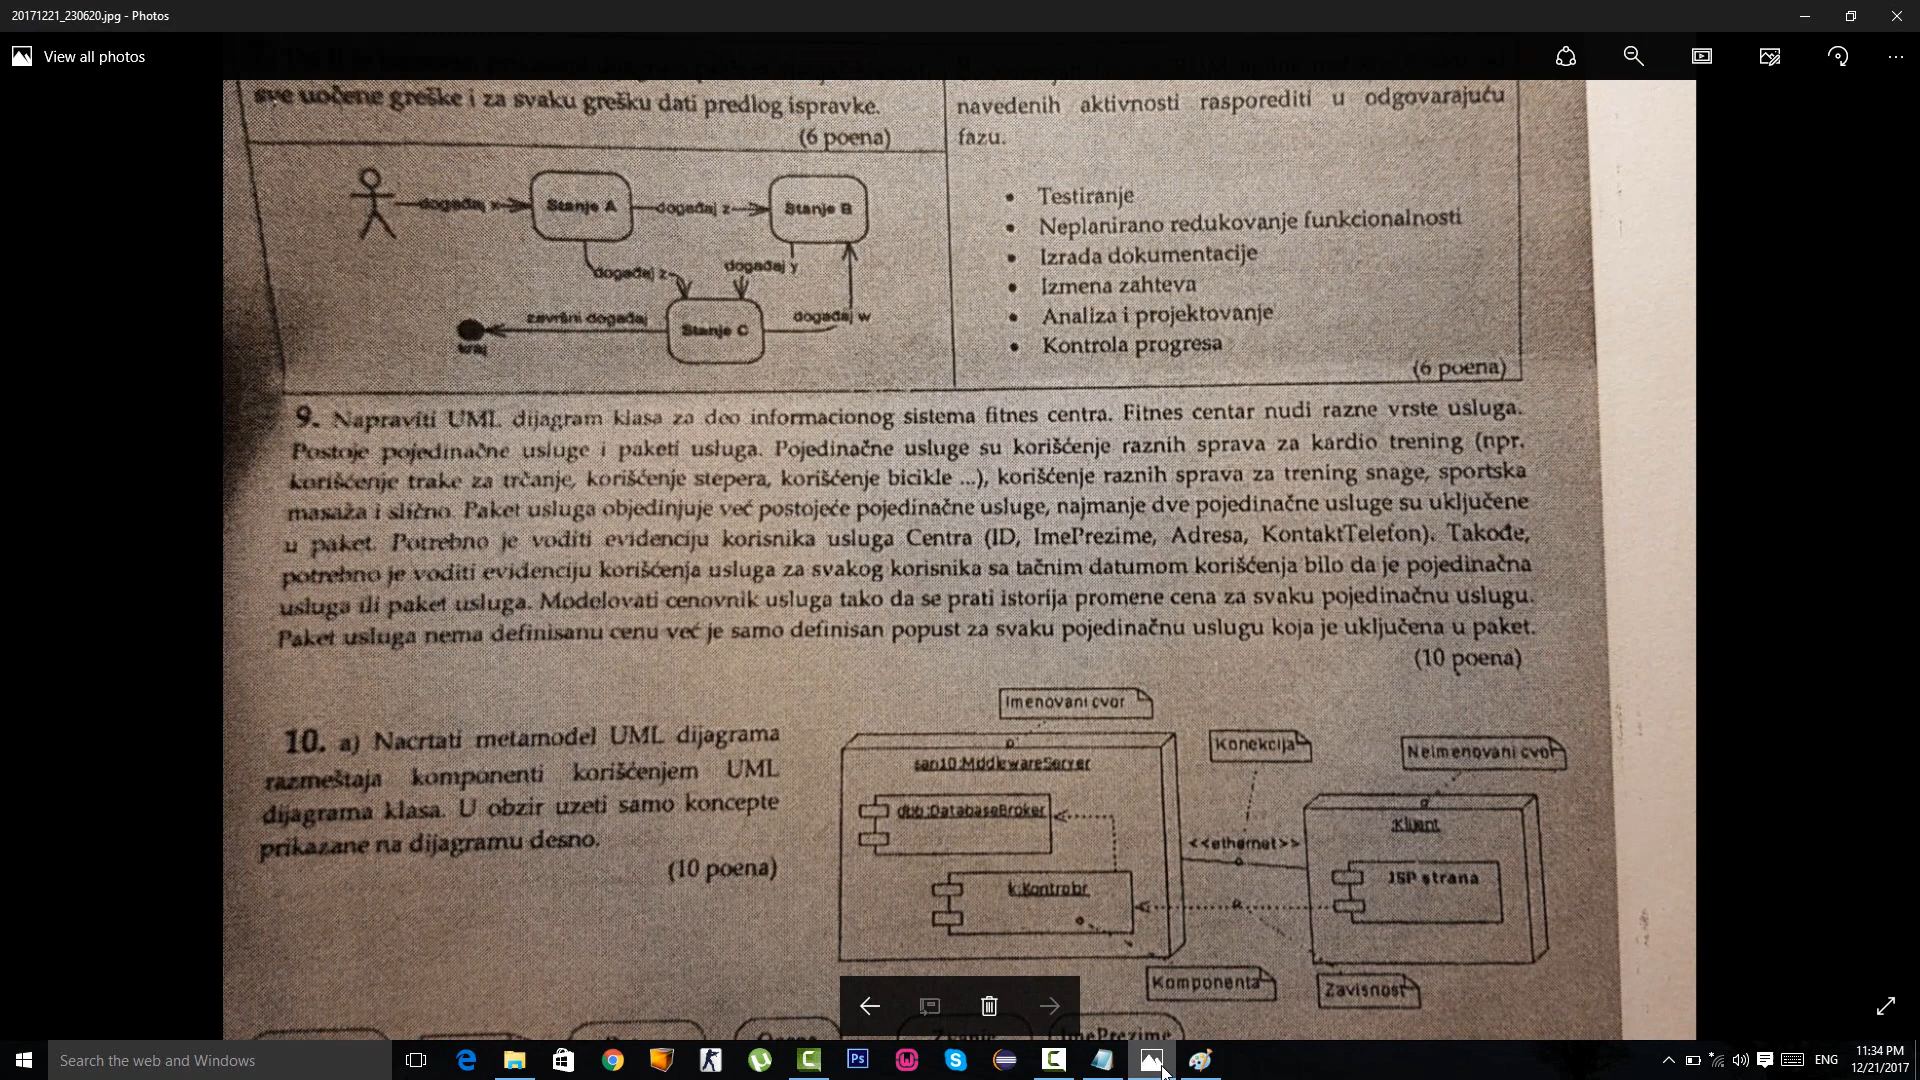 20171221_230620.jpg - Photos
View all photos
sve uočene greške i za svaku grešku dati predlog ispravke.
(6 poena)
navedenih aktivnosti rasporediti u odgovarajuću
fazu.
događaj x
Stanje A
događaj z
Stanje B
događaj z
događaj y
završni događaj
Stanje C
događaj w
kraj
• Testiranje
• Neplanirano redukovanje funkcionalnosti
• Izrada dokumentacije
• Izmena zahteva
• Analiza i projektovanje
• Kontrola progresa
(6 poena)
9. Napraviti UML dijagram klasa za deo informacionog sistema fitnes centra. Fitnes centar nudi razne vrste usluga.
Postoje pojedinačne usluge i paketi usluga. Pojedinačne usluge su korišćenje raznih sprava za kardio trening (npr.
korišćenje trake za trčanje, korišćenje stepera, korišćenje bicikle ...), korišćenje raznih sprava za trening snage, sportska
masaža i slično. Paket usluga objedinjuje već postojeće pojedinačne usluge, najmanje dve pojedinačne usluge su uključene
u paket. Potrebno je voditi evidenciju korisnika usluga Centra (ID, ImePrezime, Adresa, KontaktTelefon). Takođe,
potrebno je voditi evidenciju korišćenja usluga za svakog korisnika sa tačnim datumom korišćenja bilo da je pojedinačna
usluga ili paket usluga. Modelovati cenovnik usluga tako da se prati istorija promene cena za svaku pojedinačnu uslugu.
Paket usluga nema definisanu cenu već je samo definisan popust za svaku pojedinačnu uslugu koja je uključena u paket.
(10 poena)
10. a) Nacrtati metamodel UML dijagrama
razmeštaja komponenti korišćenjem UML
dijagrama klasa. U obzir uzeti samo koncepte
prikazane na dijagramu desno.
(10 poena)
Imenovani cvor
Konekcija
Neimenovani cvor
san10:MiddlewareServer
dbb:DatabaseBroker
k:Kontrolor
<<ethernet>>
:Klijent
JSP strana
Komponenta
Zavisnost
ImePrezime
Search the web and Windows
ENG
11:34 PM
12/21/2017